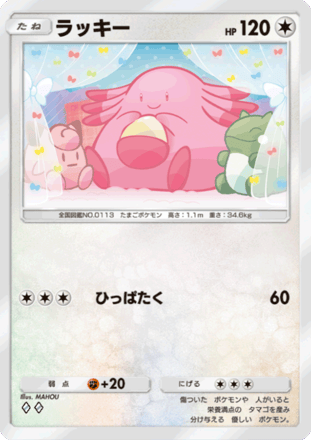 たね ラッキー HP 120
全国図鑑NO.0113 たまごポケモン 高さ：1.1m 重さ：34.6kg
ひっぱたく 60
弱点 +20 にげる
Illus. MAHOU
傷ついた ポケモンや 人がいると
栄養満点の タマゴを産み
分け与える 優しい ポケモン。